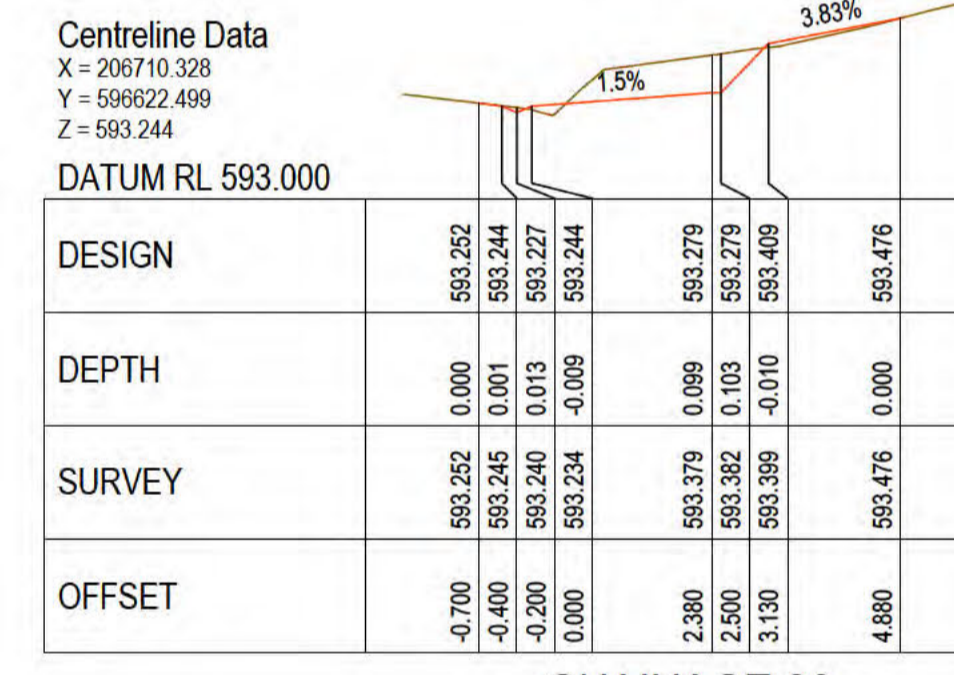 Centreline Data
X = 206710.328
Y = 596622.499
Z = 593.244
DATUM RL 593.000
1.5%
3.83%
DESIGN 593.252 593.244 593.227 593.244 593.279 593.279 593.409 593.476
DEPTH 0.000 0.001 0.013 -0.009 0.099 0.103 -0.010 0.000
SURVEY 593.252 593.245 593.240 593.234 593.379 593.382 593.399 593.476
OFFSET -0.700 -0.400 -0.200 0.000 2.380 2.500 3.130 4.880